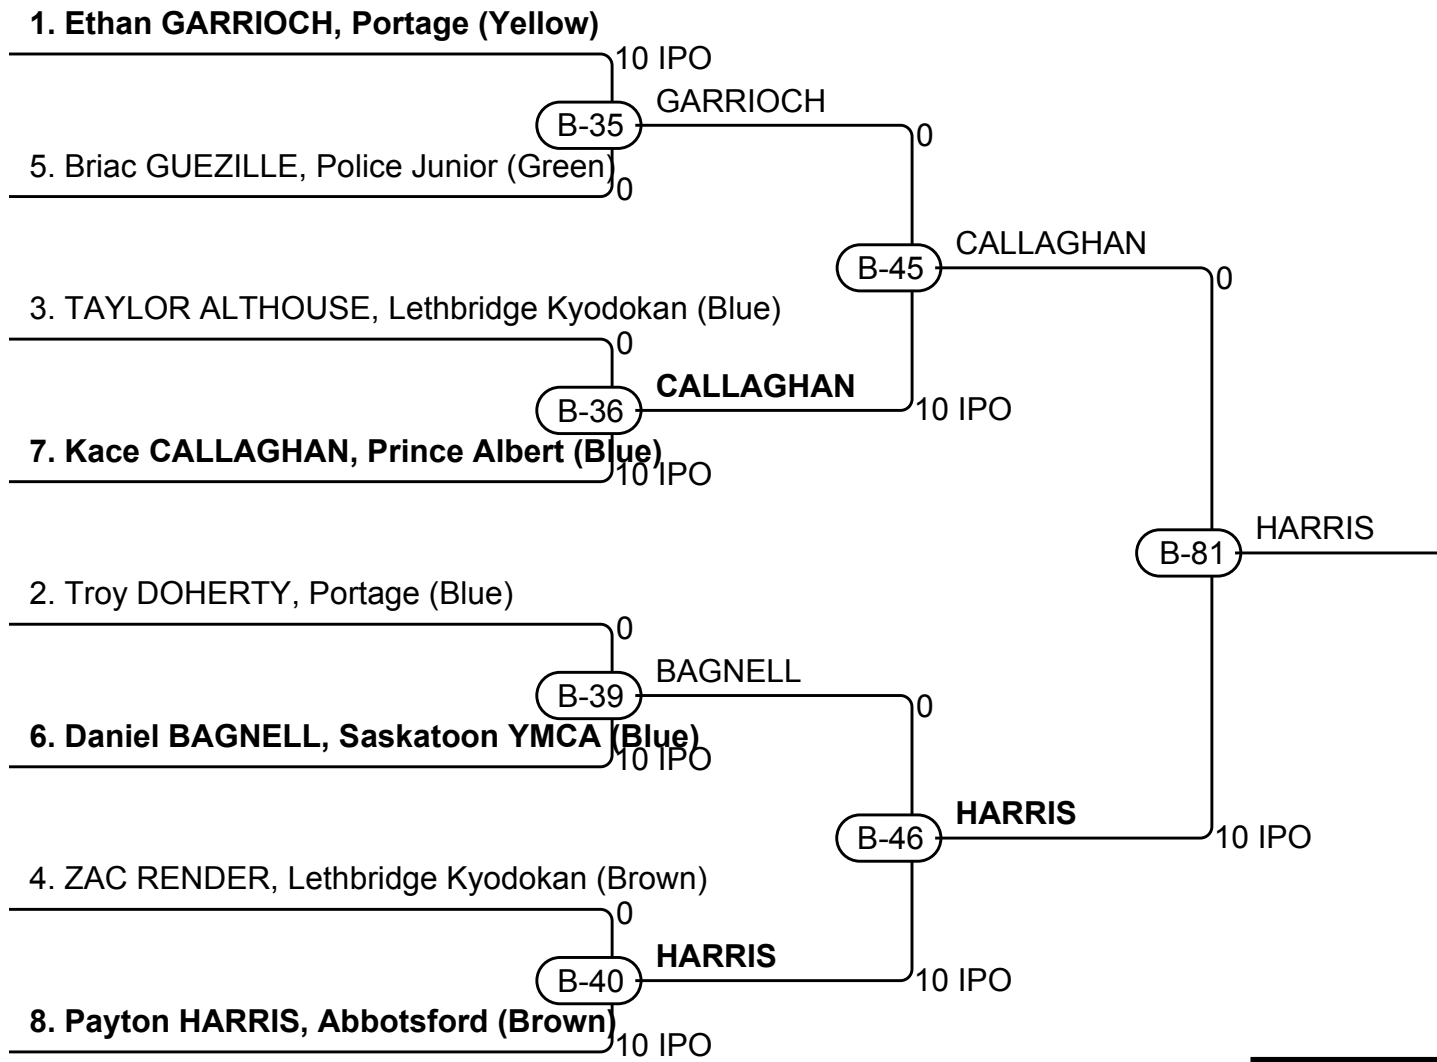 1. Ethan GARRIOCH, Portage (Yellow)
10 IPO
GARRIOCH
B-35
0
5. Briac GUEZILLE, Police Junior (Green)
0
CALLAGHAN
B-45
0
3. TAYLOR ALTHOUSE, Lethbridge Kyodokan (Blue)
0
CALLAGHAN
B-36
10 IPO
7. Kace CALLAGHAN, Prince Albert (Blue)
10 IPO
HARRIS
B-81
2. Troy DOHERTY, Portage (Blue)
0
BAGNELL
B-39
0
6. Daniel BAGNELL, Saskatoon YMCA (Blue)
10 IPO
HARRIS
B-46
10 IPO
4. ZAC RENDER, Lethbridge Kyodokan (Brown)
0
HARRIS
B-40
10 IPO
8. Payton HARRIS, Abbotsford (Brown)
10 IPO